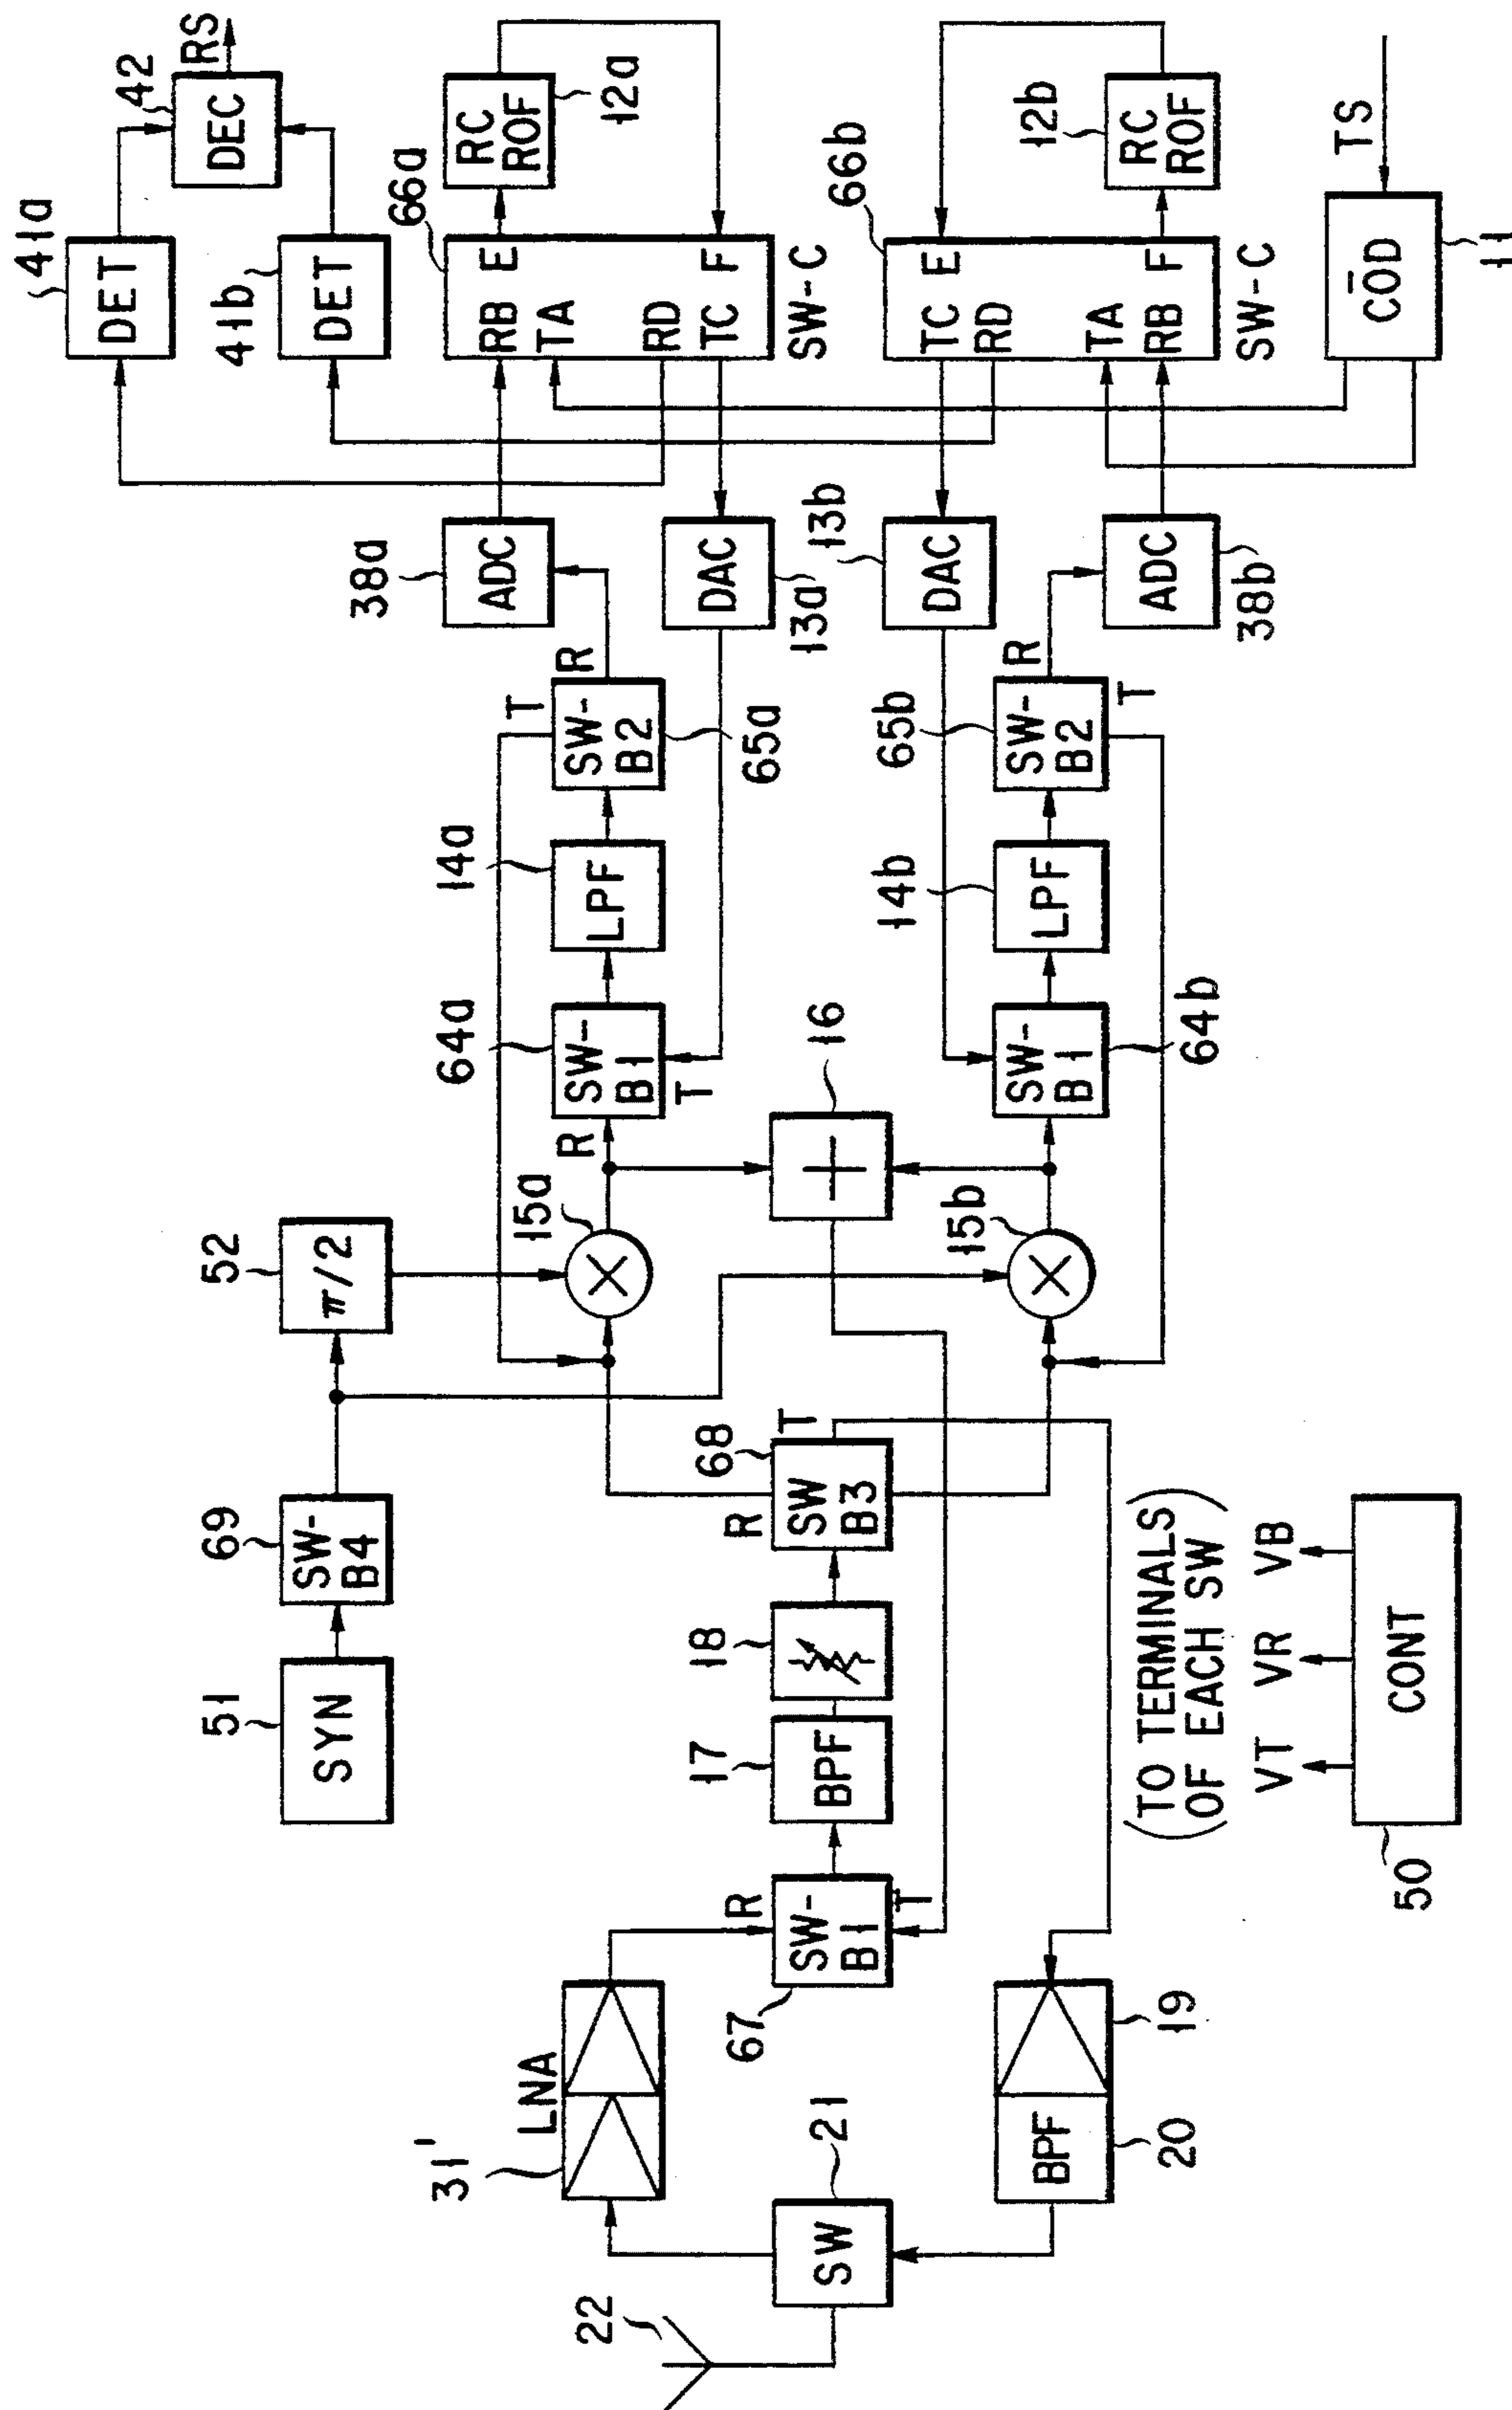 41a
DET
42
DEC
RS
41b
DET
66a
RB E
TA
RD
TC F
SW-C
RC
ROF
12a
66b
TC E
RD
TA
RB F
SW-C
RC
ROF
12b
TS
COD
11
38a
ADC
DAC
13a
13b
DAC
ADC
38b
T
R
SW-
B2
65a
14a
LPF
64a
SW-
B1
R
T
65b
SW-
B2
R
T
14b
LPF
SW-
B1
64b
16
+
52
π/2
15a
15b
69
SW-
B4
51
SYN
68
SW
B3
R
T
18
17
BPF
R
SW-
B1
T
67
LNA
31'
19
BPF
20
21
SW
22
(TO TERMINALS
OF EACH SW)
VT VR VB
CONT
50